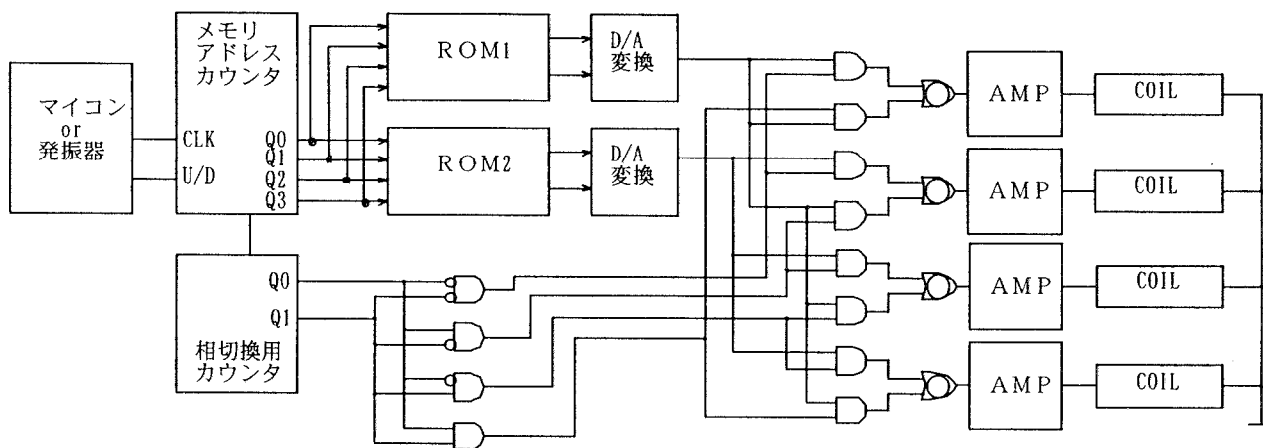 マイコン
or
発振器
メモリ
アドレス
カウンタ
CLK
U/D
Q0
Q1
Q2
Q3
ROM1
ROM2
D/A
変換
D/A
変換
Q0
Q1
相切換用
カウンタ
AMP
COIL
AMP
COIL
AMP
COIL
AMP
COIL